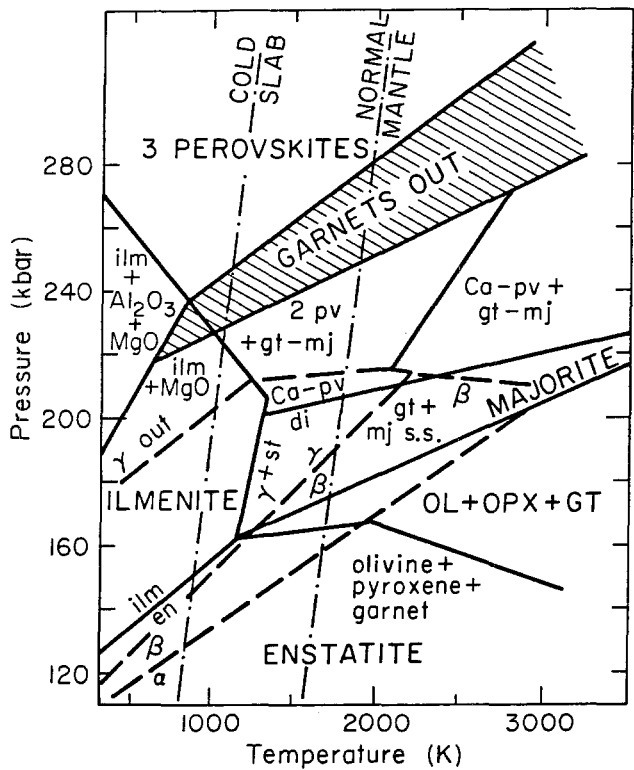 COLD
SLAB
NORMAL
MANTLE
3 PEROVSKITES
GARNETS OUT
280
240
200
160
120
Pressure (kbar)
ilm
+
Al₂O₃
+
MgO
ilm
+MgO
2 pv
+gt-mj
Ca-pv +
gt-mj
Ca-pv
di
β
MAJORITE
gt+
mj s.s.
γ out
γ+st
γ
β
ILMENITE
OL+OPX+GT
olivine+
pyroxene+
garnet
ilm
en
β
α
ENSTATITE
1000
2000
3000
Temperature (K)